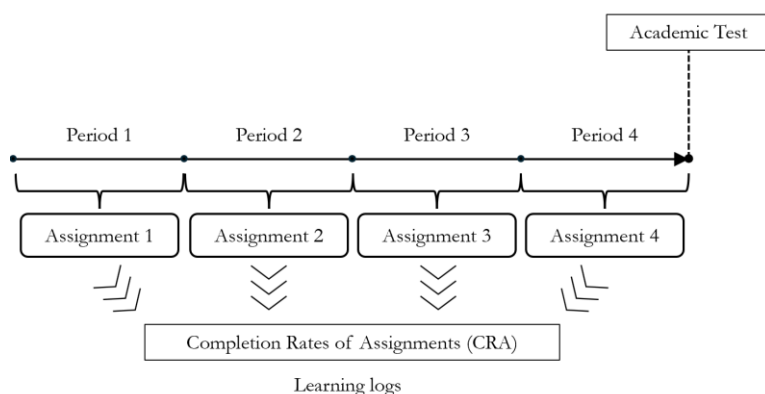 Academic Test
Period 1
Period 2
Period 3
Period 4
Assignment 1
Assignment 2
Assignment 3
Assignment 4
Completion Rates of Assignments (CRA)
Learning logs